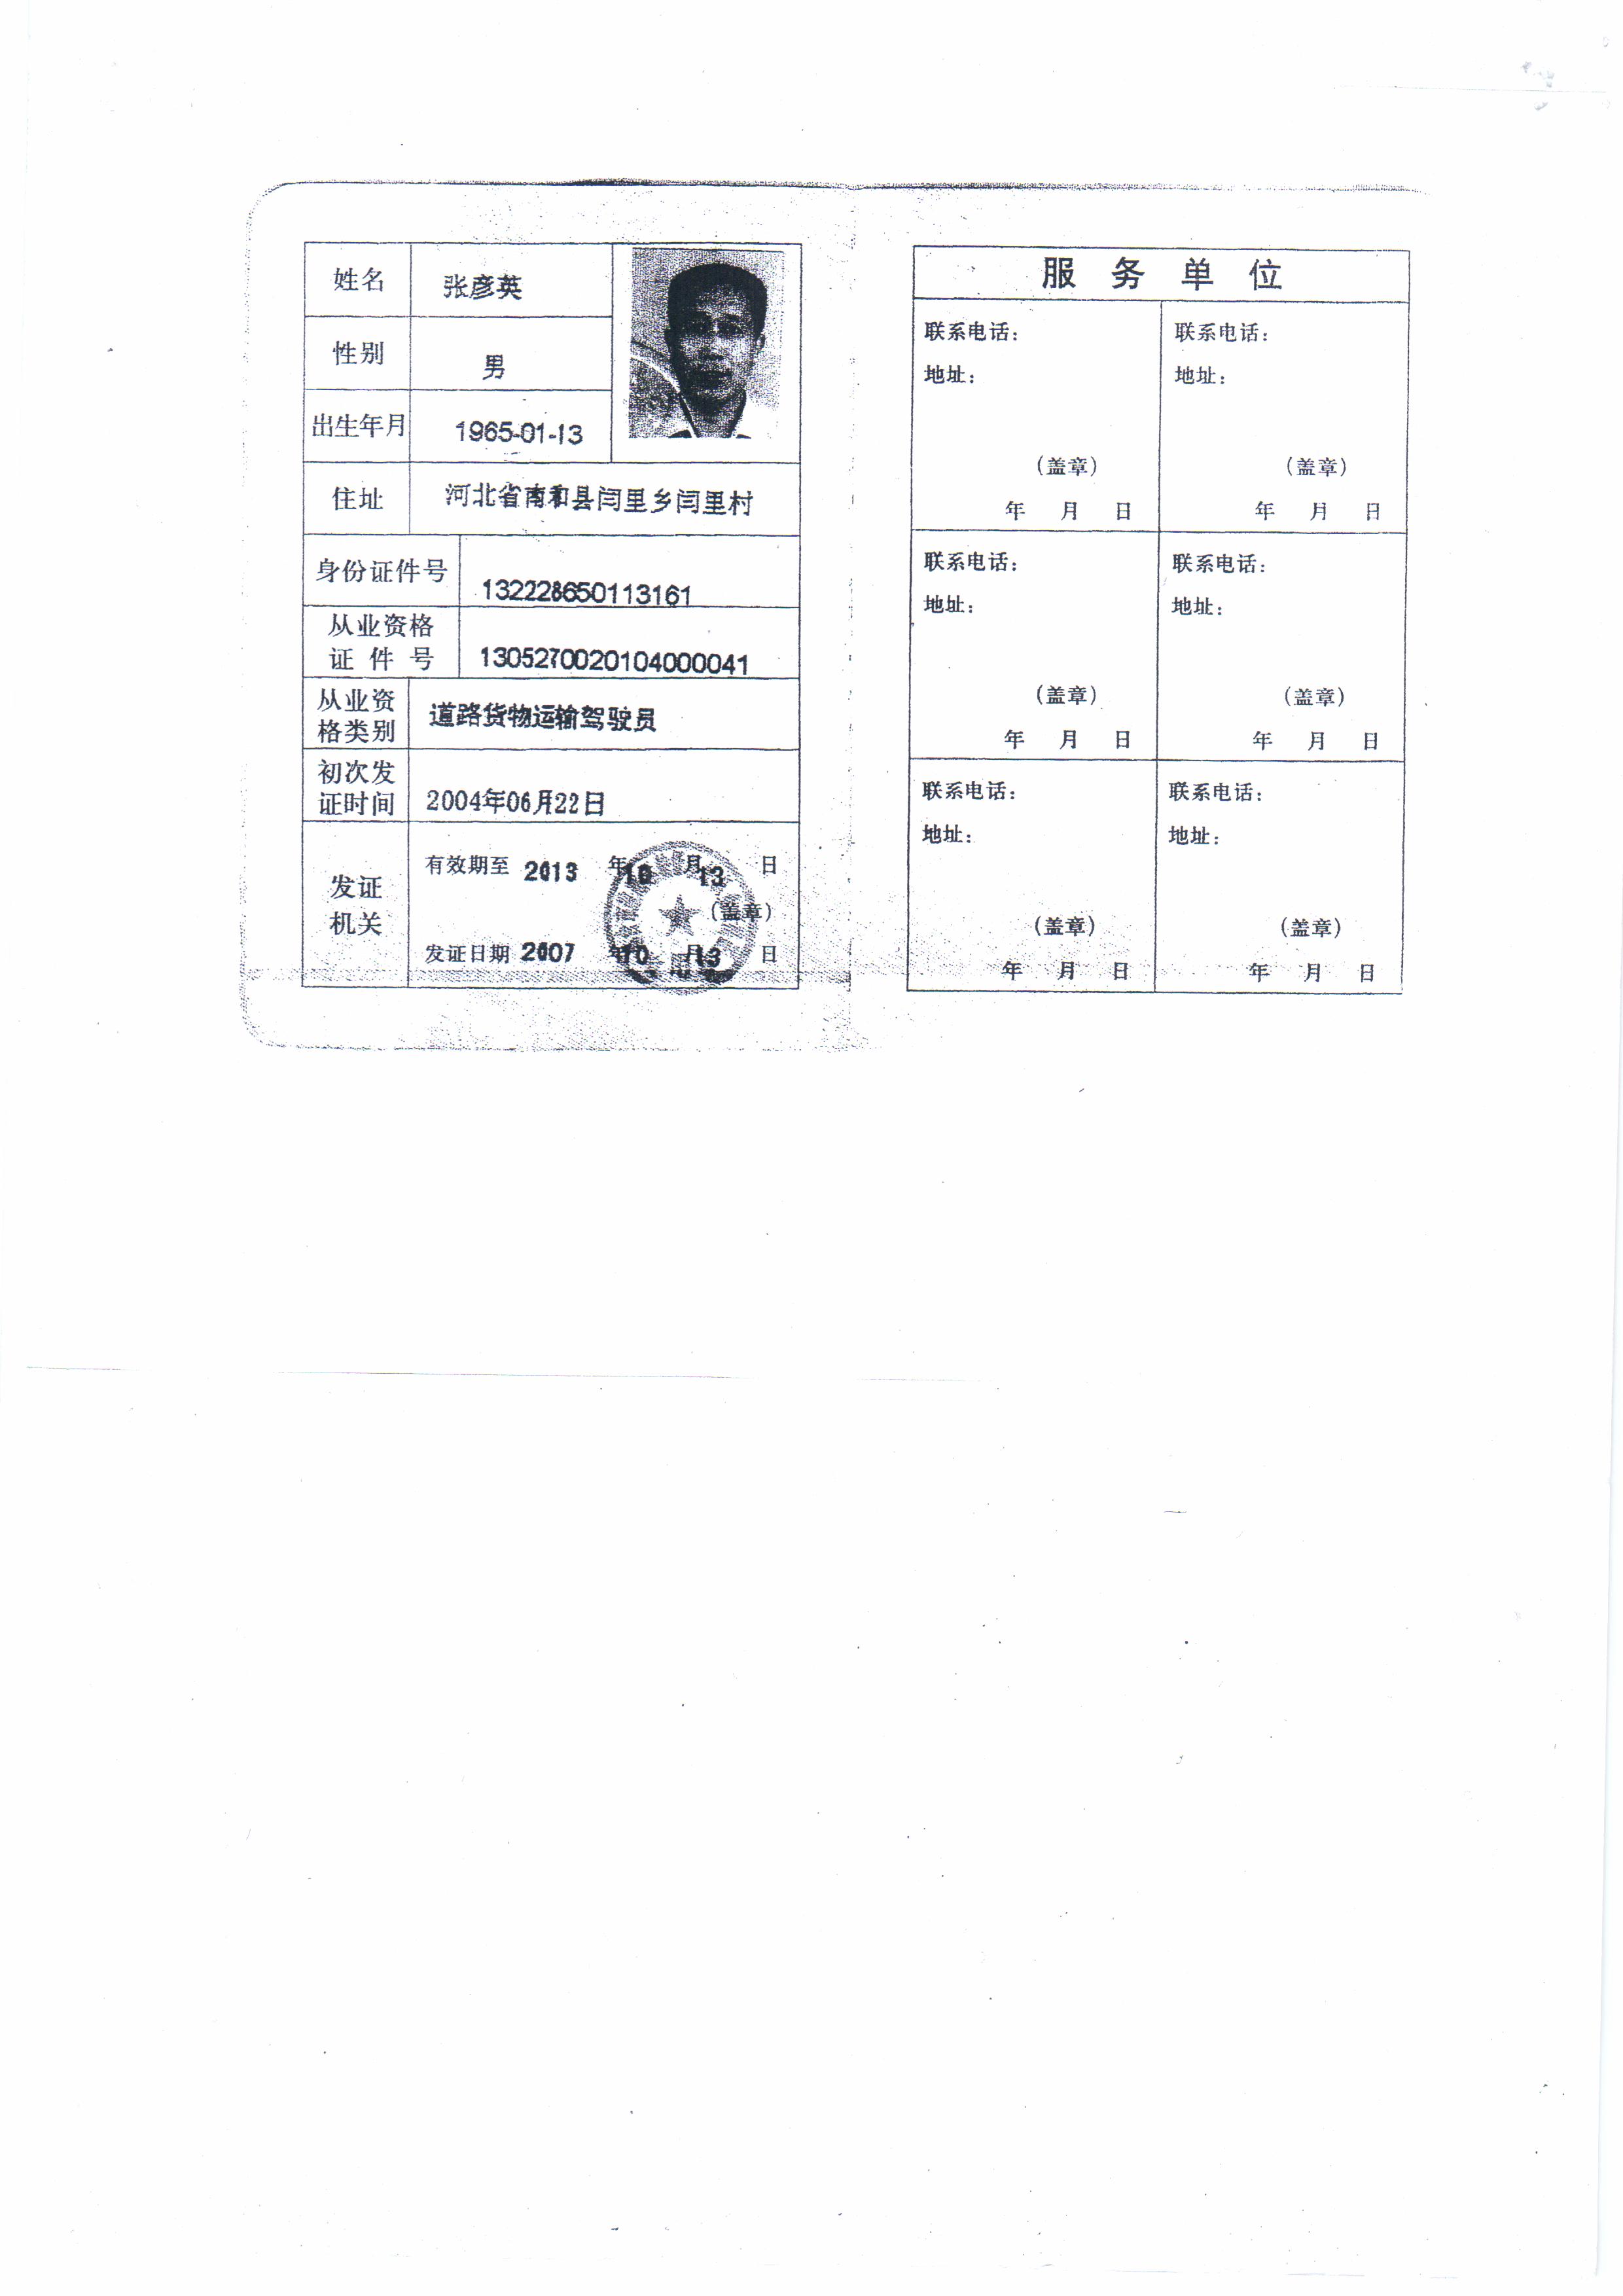 姓名 张彦英
性别 男
出生年月 1965-01-13
住址 河北省南和县闫里乡闫里村
身份证件号 132228650113161
从业资格
证件号 1305270020104000041
从业资
格类别 道路货物运输驾驶员
初次发
证时间 2004年06月22日
发证
机关
有效期至 2013 年10 月13 日
(盖章)
发证日期 2007 年10 月13 日
服务单位
联系电话: 联系电话:
地址: 地址:
(盖章) (盖章)
年 月 日 年 月 日
联系电话: 联系电话:
地址: 地址:
(盖章) (盖章)
年 月 日 年 月 日
联系电话: 联系电话:
地址: 地址:
(盖章) (盖章)
年 月 日 年 月 日